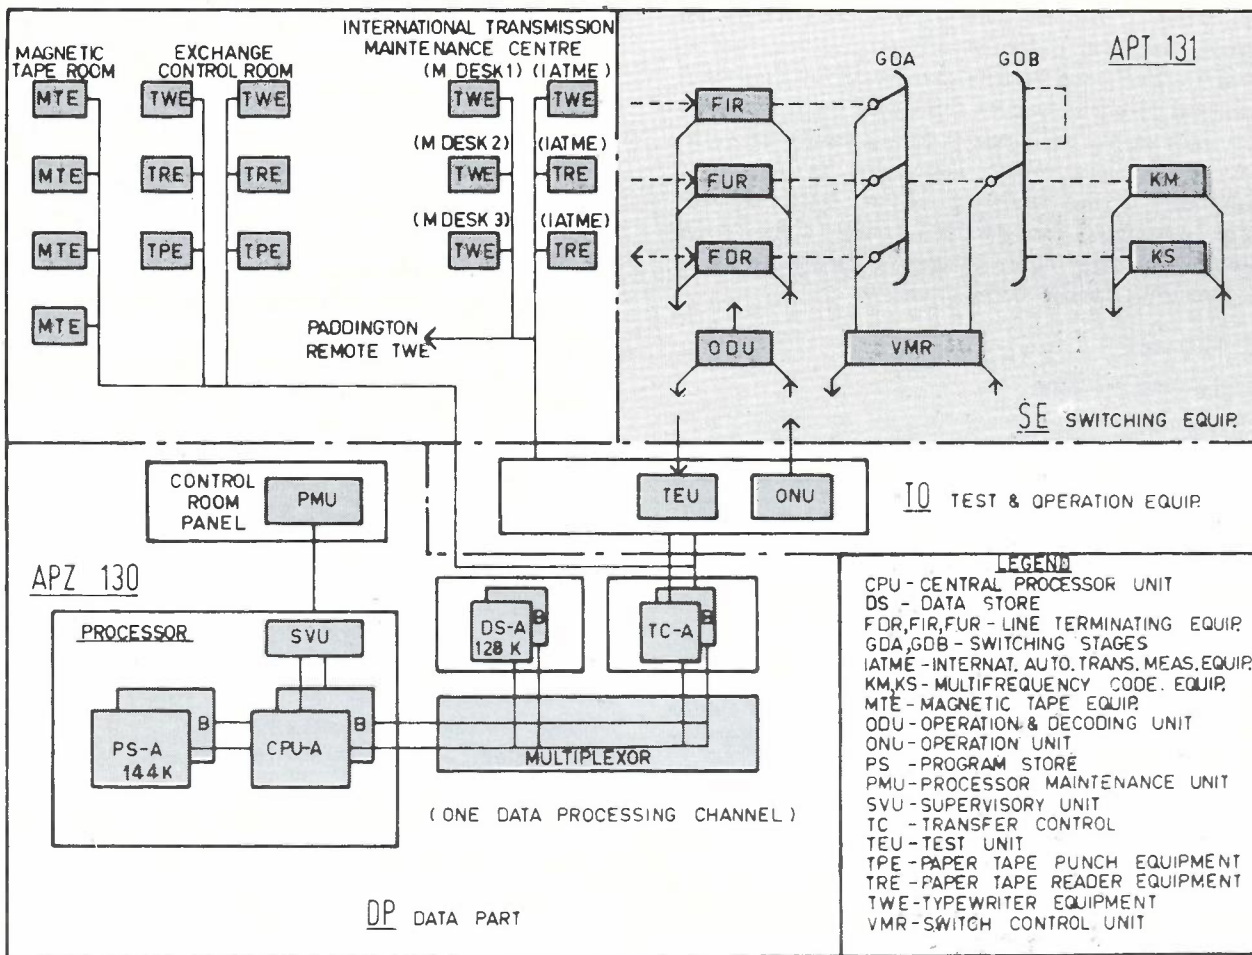 MAGNETIC
TAPE ROOM
MTE
MTE
MTE
MTE
EXCHANGE
CONTROL ROOM
TWE TWE
TRE TRE
TPE TPE
INTERNATIONAL TRANSMISSION
MAINTENANCE CENTRE
(M DESK 1) (IATME)
TWE TWE
(M DESK 2) (IATME)
TWE TRE
(M DESK 3) (IATME)
TWE TRE
PADDINGTON
REMOTE TWE
APT 131
GDA GDB
FIR
FUR KM
FDR KS
ODU VMR
SE SWITCHING EQUIP.
CONTROL
ROOM
PANEL
PMU
TEU ONU
TO TEST & OPERATION EQUIP.
APZ 130
PROCESSOR
SVU
PS-A
144K
B
CPU-A
B
DS-A
128 K
B
TC-A
B
MULTIPLEXOR
(ONE DATA PROCESSING CHANNEL)
DP DATA PART
LEGEND
CPU - CENTRAL PROCESSOR UNIT
DS - DATA STORE
FDR,FIR,FUR - LINE TERMINATING EQUIP.
GDA,GDB - SWITCHING STAGES
IATME - INTERNAT. AUTO. TRANS. MEAS. EQUIP.
KM,KS - MULTIFREQUENCY CODE. EQUIP.
MTE - MAGNETIC TAPE EQUIP.
ODU - OPERATION & DECODING UNIT
ONU - OPERATION UNIT
PS - PROGRAM STORE
PMU - PROCESSOR MAINTENANCE UNIT
SVU - SUPERVISORY UNIT
TC - TRANSFER CONTROL
TEU - TEST UNIT
TPE - PAPER TAPE PUNCH EQUIPMENT
TRE - PAPER TAPE READER EQUIPMENT
TWE - TYPEWRITER EQUIPMENT
VMR - SWITCH CONTROL UNIT